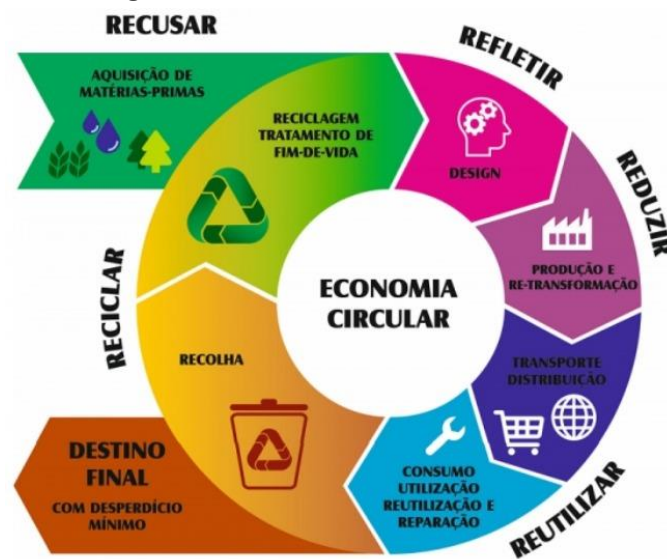 RECUSAR
REFLETIR
AQUISIÇÃO DE
MATÉRIAS-PRIMAS
RECICLAGEM
TRATAMENTO DE
FIM-DE-VIDA
DESIGN
REDUZIR
PRODUÇÃO E
RE-TRANSFORMAÇÃO
ECONOMIA
CIRCULAR
RECICLAR
RECOLHA
TRANSPORTE
DISTRIBUIÇÃO
DESTINO
FINAL
COM DESPERDÍCIO
MÍNIMO
CONSUMO
UTILIZAÇÃO
REUTILIZAÇÃO E
REPARAÇÃO
REUTILIZAR